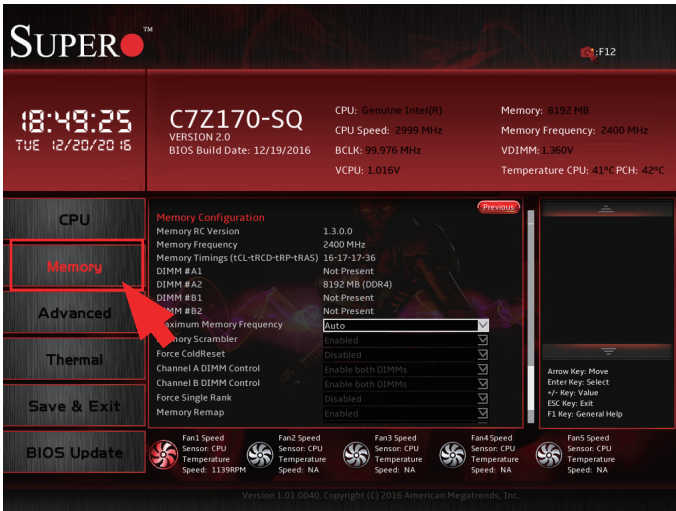 SUPER TM
:F12
18:49:25
TUE 12/20/2016
C7Z170-SQ
VERSION 2.0
BIOS Build Date: 12/19/2016
CPU: Genuine Intel(R)
CPU Speed: 2999 MHz
BCLK: 99.976 MHz
VCPU: 1.016V
Memory: 8192 MB
Memory Frequency: 2400 MHz
VDIMM: 1.360V
Temperature CPU: 41°C PCH: 42°C
CPU
Memory
Advanced
Thermal
Save & Exit
BIOS Update
Previous
Memory Configuration
Memory RC Version 1.3.0.0
Memory Frequency 2400 MHz
Memory Timings (tCL-tRCD-tRP-tRAS) 16-17-17-36
DIMM #A1 Not Present
DIMM #A2 8192 MB (DDR4)
DIMM #B1 Not Present
MM #B2 Not Present
aximum Memory Frequency Auto
ory Scrambler Enabled
Force ColdReset Disabled
Channel A DIMM Control Enable both DIMMs
Channel B DIMM Control Enable both DIMMs
Force Single Rank Disabled
Memory Remap Enabled
Arrow Key: Move
Enter Key: Select
+/- Key: Value
ESC Key: Exit
F1 Key: General Help
Fan1 Speed
Sensor: CPU
Temperature
Speed: 1139RPM
Fan2 Speed
Sensor: CPU
Temperature
Speed: NA
Fan3 Speed
Sensor: CPU
Temperature
Speed: NA
Fan4 Speed
Sensor: CPU
Temperature
Speed: NA
Fan5 Speed
Sensor: CPU
Temperature
Speed: NA
Version 1.01.0040. Copyright (C) 2016 American Megatrends, Inc.